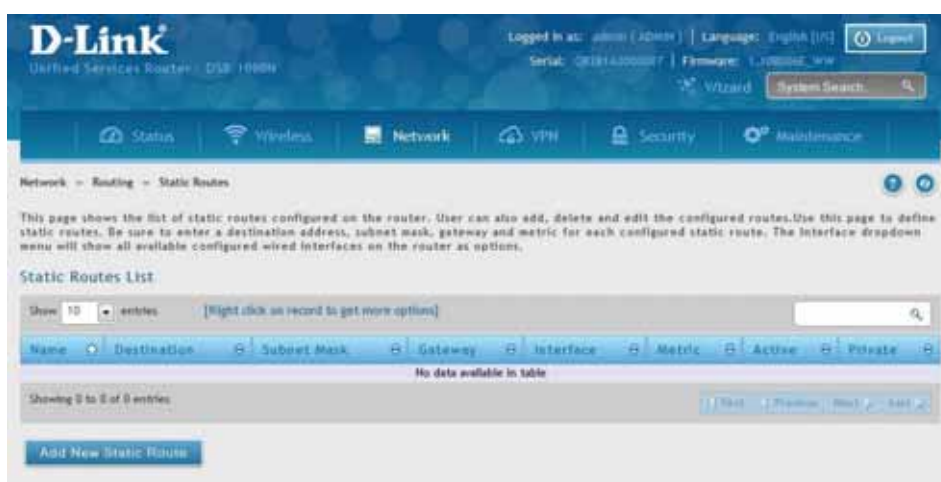 D-Link
Logged in as: admin ( ADMIN ) | Language: English [US]
Logout
Unified Services Router - DSR-1000N
Serial: | Firmware:
Wizard
System Search
Status
Wireless
Network
VPN
Security
Maintenance
Network » Routing » Static Routes
This page shows the list of static routes configured on the router. User can also add, delete and edit the configured routes.Use this page to define
static routes. Be sure to enter a destination address, subnet mask, gateway and metric for each configured static route. The Interface dropdown
menu will show all available configured wired interfaces on the router as options.
Static Routes List
Show 10 entries [Right click on record to get more options]
Name Destination Subnet Mask Gateway Interface Metric Active Private
No data available in table
Showing 0 to 0 of 0 entries
First Previous Next Last
Add New Static Route